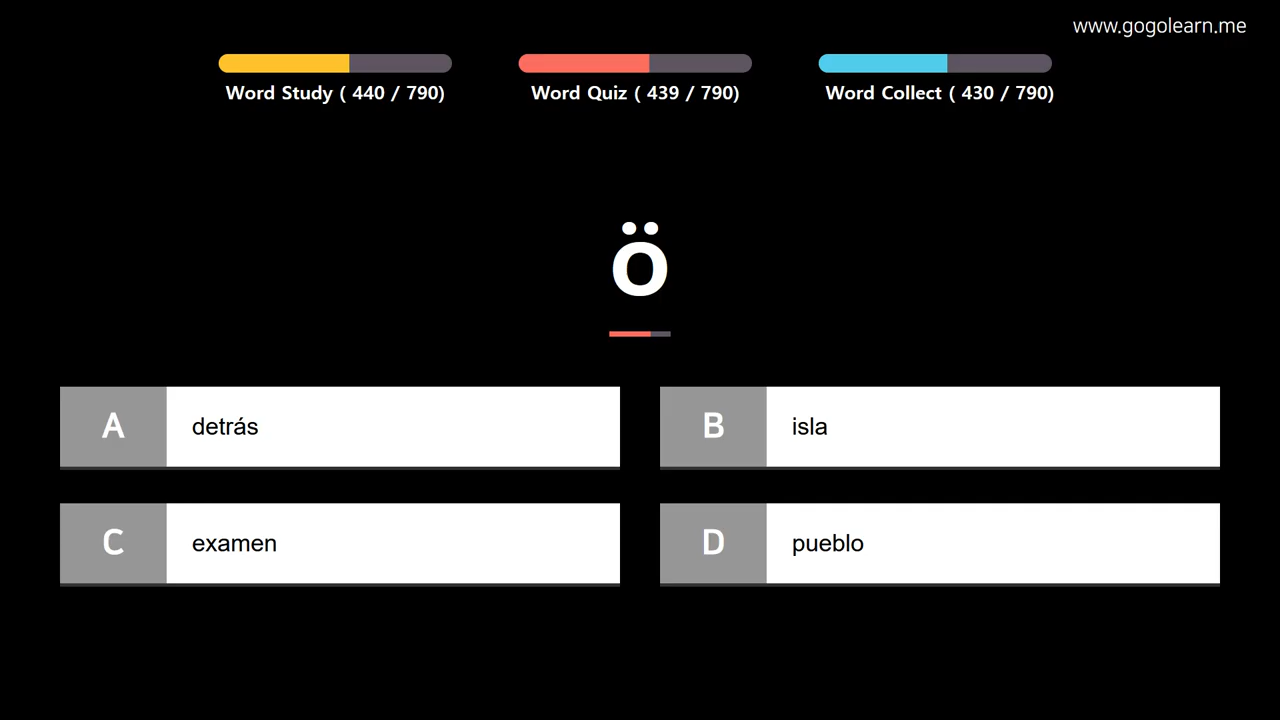 www.gogolearn.me
Word Study ( 440 / 790)
Word Quiz ( 439 / 790)
Word Collect ( 430 / 790)
ö
A detrás
B isla
C examen
D pueblo